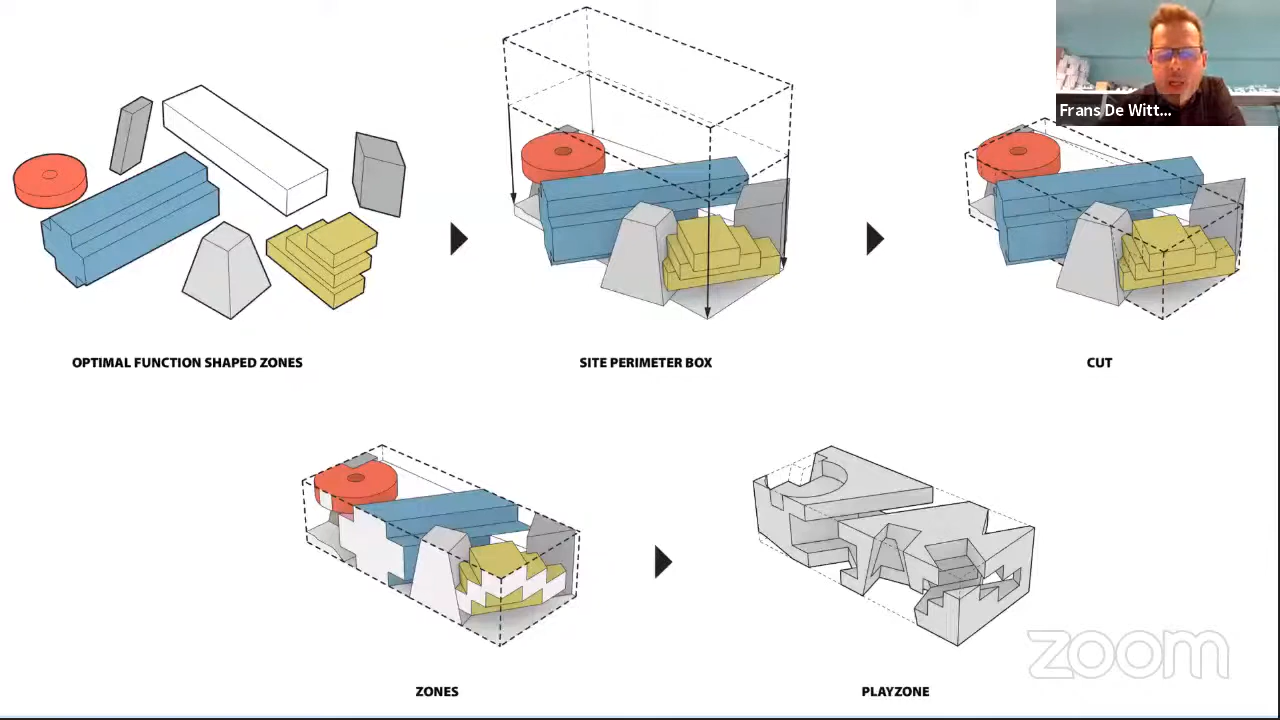 Frans De Witt...
OPTIMAL FUNCTION SHAPED ZONES
SITE PERIMETER BOX
CUT
ZONES
PLAYZONE
zoom